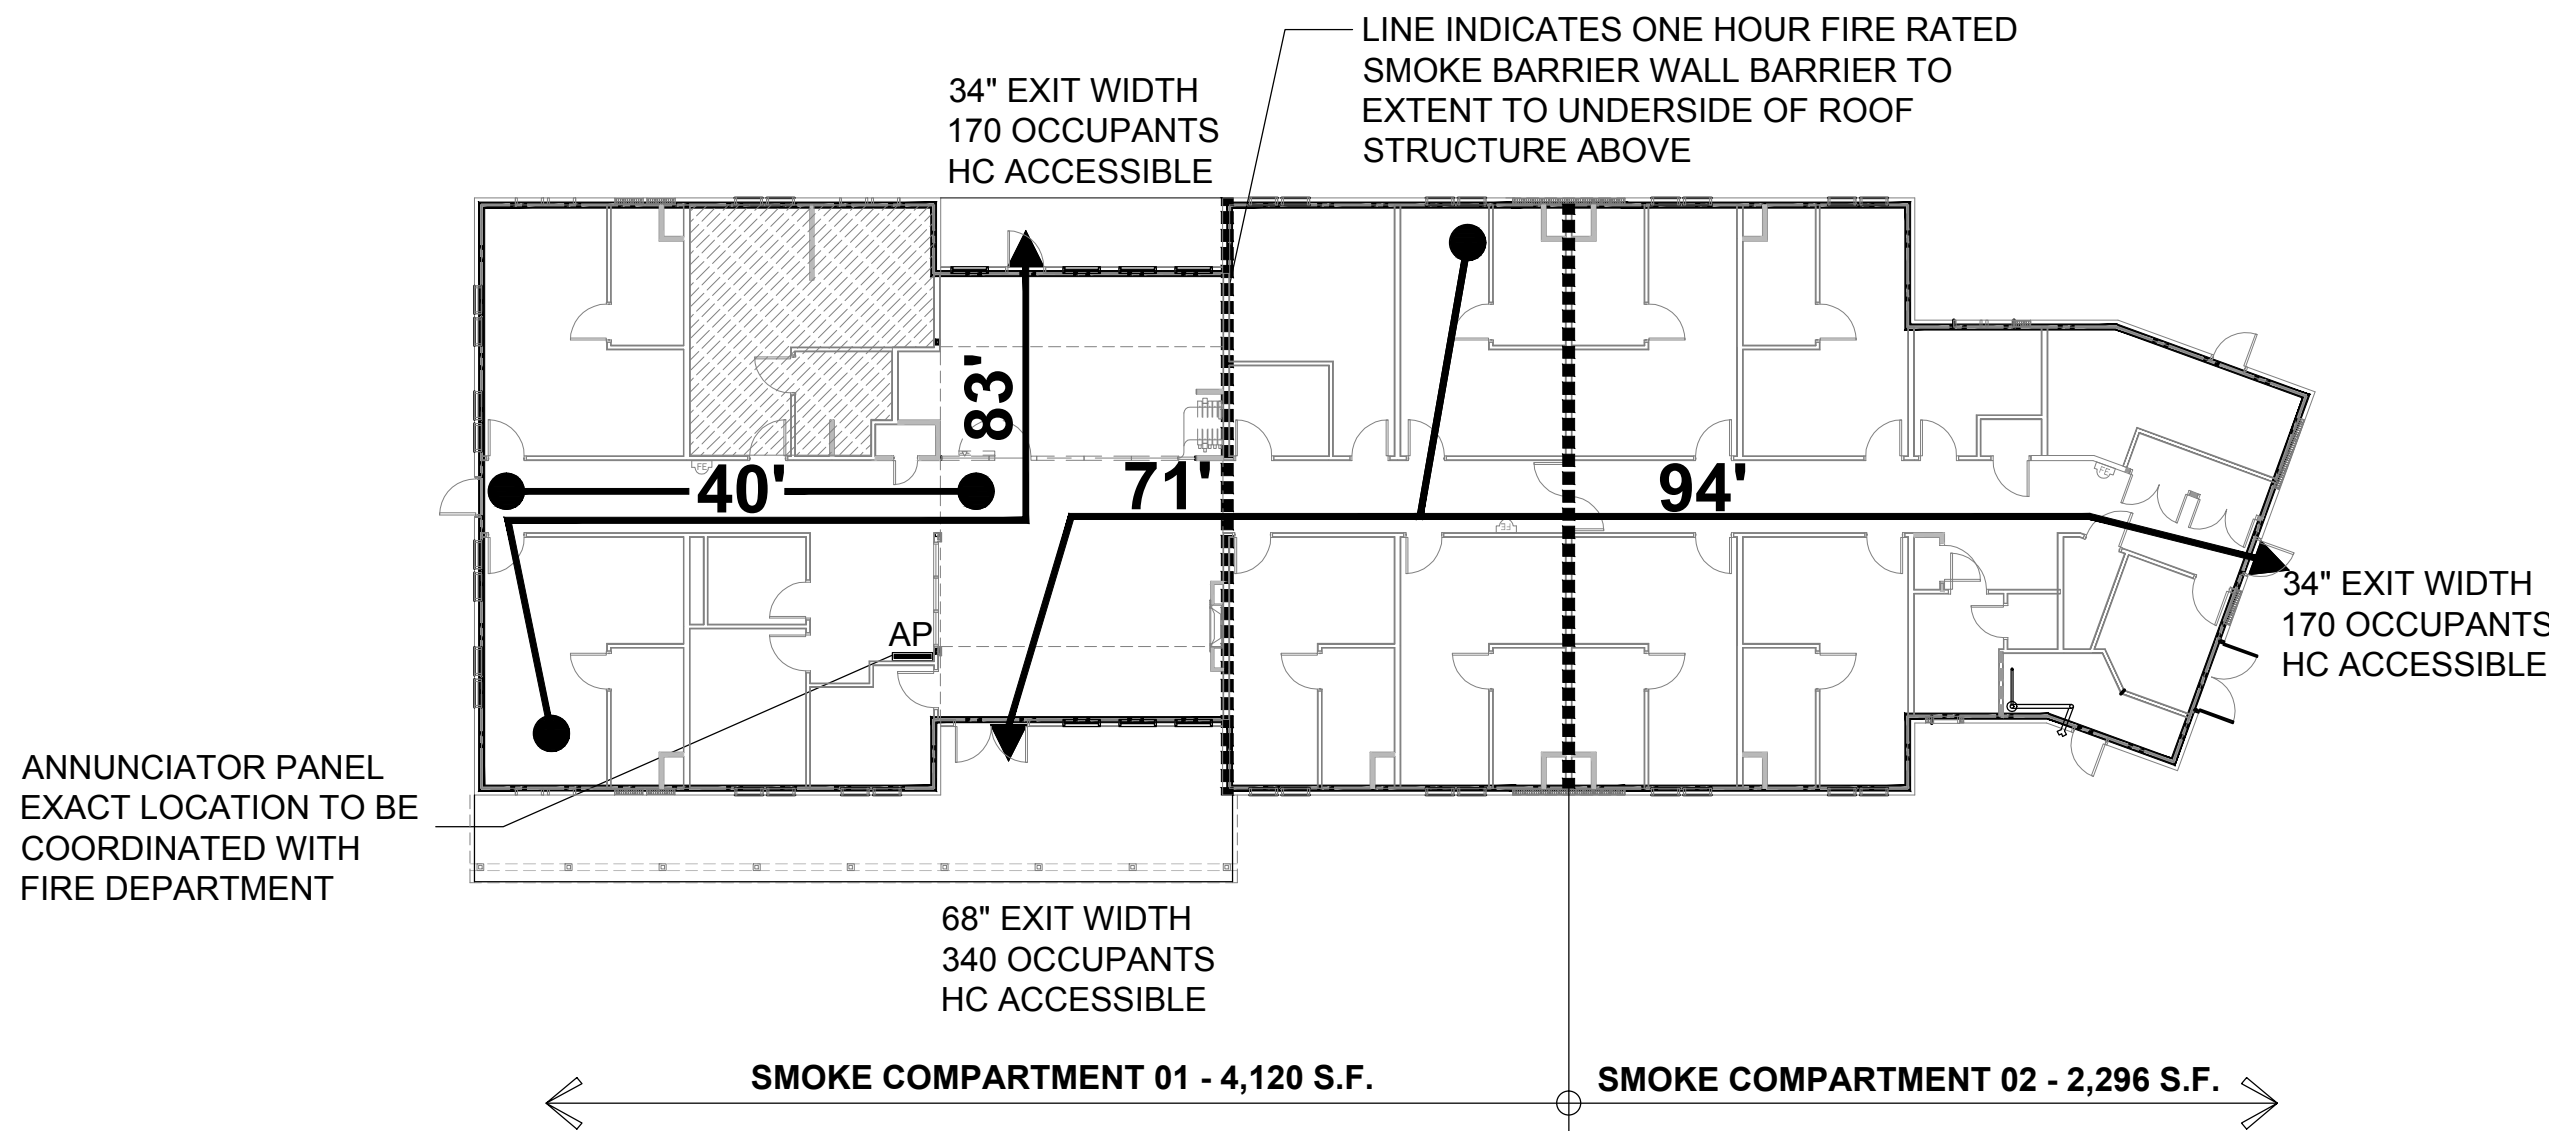 LINE INDICATES ONE HOUR FIRE RATED
SMOKE BARRIER WALL BARRIER TO
EXTENT TO UNDERSIDE OF ROOF
STRUCTURE ABOVE
34" EXIT WIDTH
170 OCCUPANTS
HC ACCESSIBLE
83'
FE
40'
71'
94'
FE
FE
34" EXIT WIDTH
170 OCCUPANTS
HC ACCESSIBLE
AP
ANNUNCIATOR PANEL
EXACT LOCATION TO BE
COORDINATED WITH
FIRE DEPARTMENT
68" EXIT WIDTH
340 OCCUPANTS
HC ACCESSIBLE
SMOKE COMPARTMENT 01 - 4,120 S.F.
SMOKE COMPARTMENT 02 - 2,296 S.F.